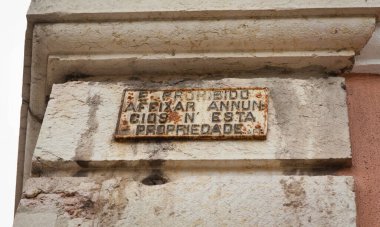 E' PROHIBIDO
AFFIXAR ANNUN
CIOS N' ESTA
PROPRIEDADE